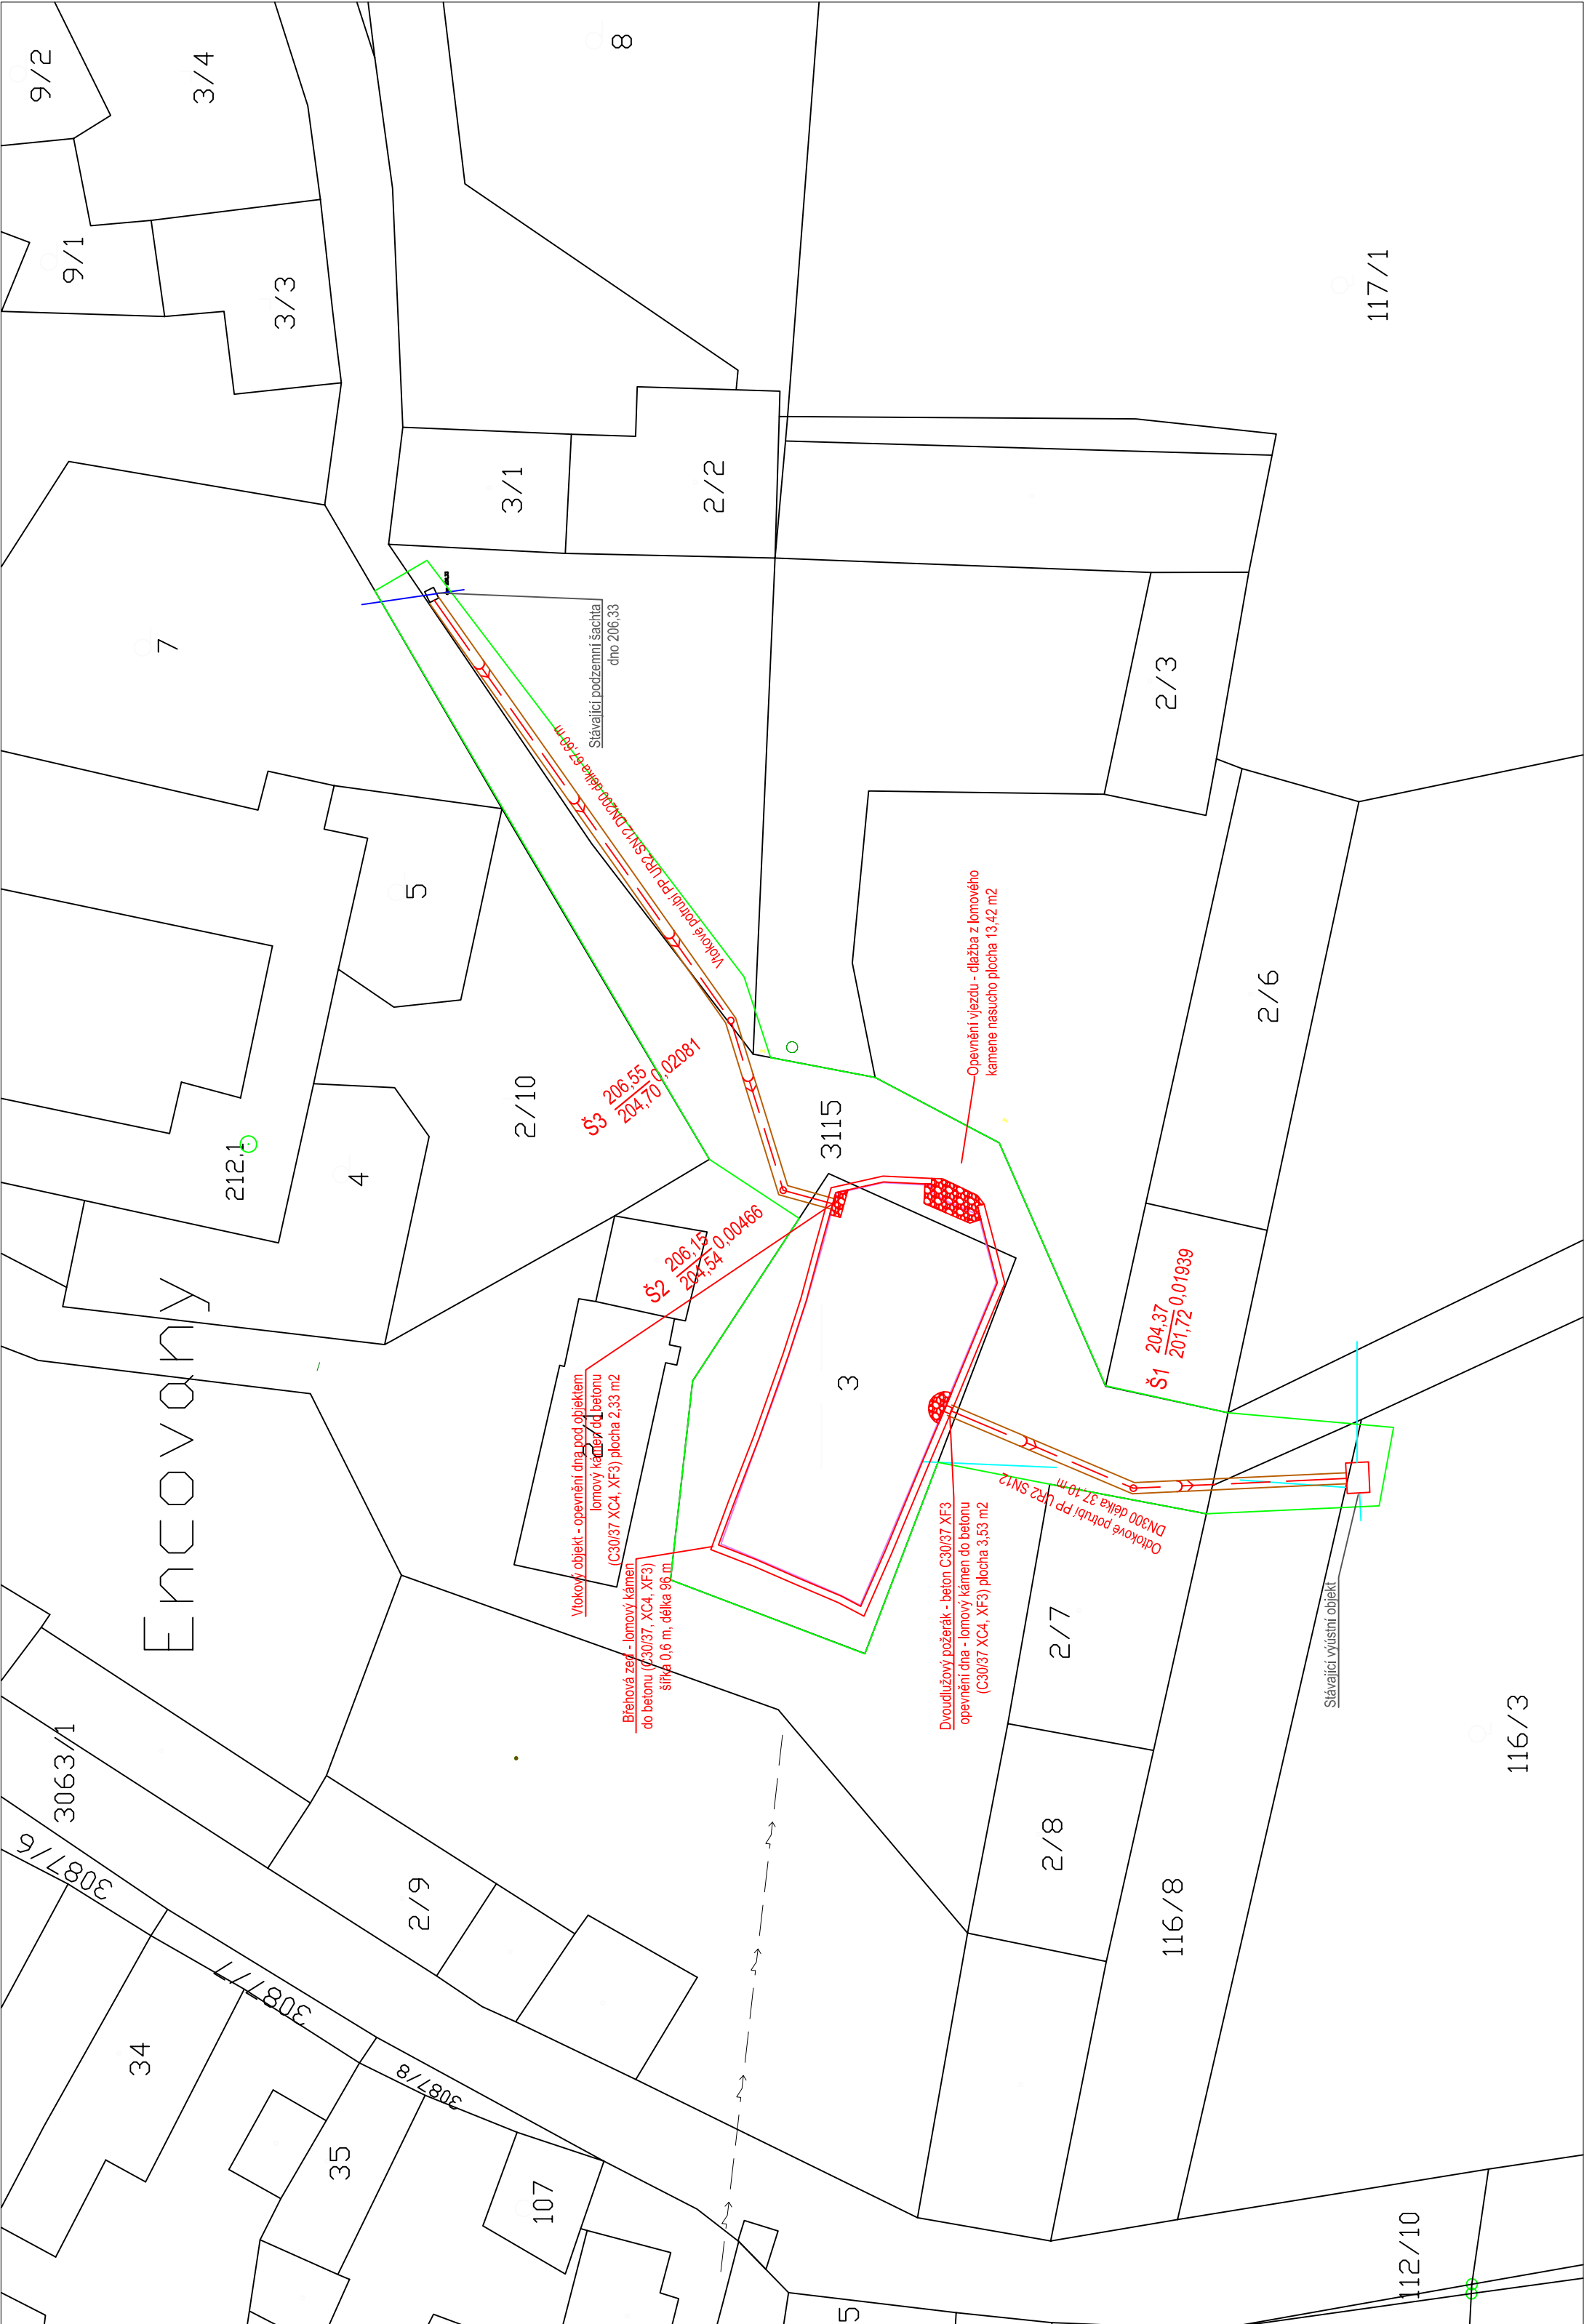 9/2
3/4
8
9/1
3/3
117/1
3/1
2/2
7
Stávající podzemní šachta
dno 206,33
2/3
Vtokové potrubí PP UR2 SN12 DN200 délka 67,60 m
5
Opevnění vjezdu - dlažba z lomového
kamene nasucho plocha 13,42 m2
2/6
2/10
Š3 206,55
204,70 0,02081
3115
212,1
4
Š2 206,15
204,54 0,00466
Š1 204,37
201,72 0,01939
Encovany
3
2/1
Vtokový objekt - opevnění dna pod objektem
lomový kámen do betonu
(C30/37 XC4, XF3) plocha 2,33 m2
Odtokové potrubí PP UR2 SN12
DN300 délka 37,10 m
Břehová zeď - lomový kámen
do betonu (C30/37, XC4, XF3)
šířka 0,6 m, délka 96 m
Dvoudlužový požerák - beton C30/37 XF3
opevnění dna - lomový kámen do betonu
(C30/37 XC4, XF3) plocha 3,53 m2
Stávající výústní objekt
2/7
116/3
3063/1
3087/6
2/8
2/9
116/8
3087/7
34
3087/8
35
107
112/10
5